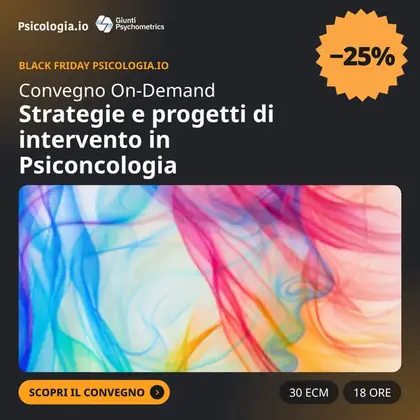 Psicologia.io
Giunti
Psychometrics
−25%
BLACK FRIDAY PSICOLOGIA.IO
Convegno On-Demand
Strategie e progetti di
intervento in
Psiconcologia
SCOPRI IL CONVEGNO
30 ECM
18 ORE